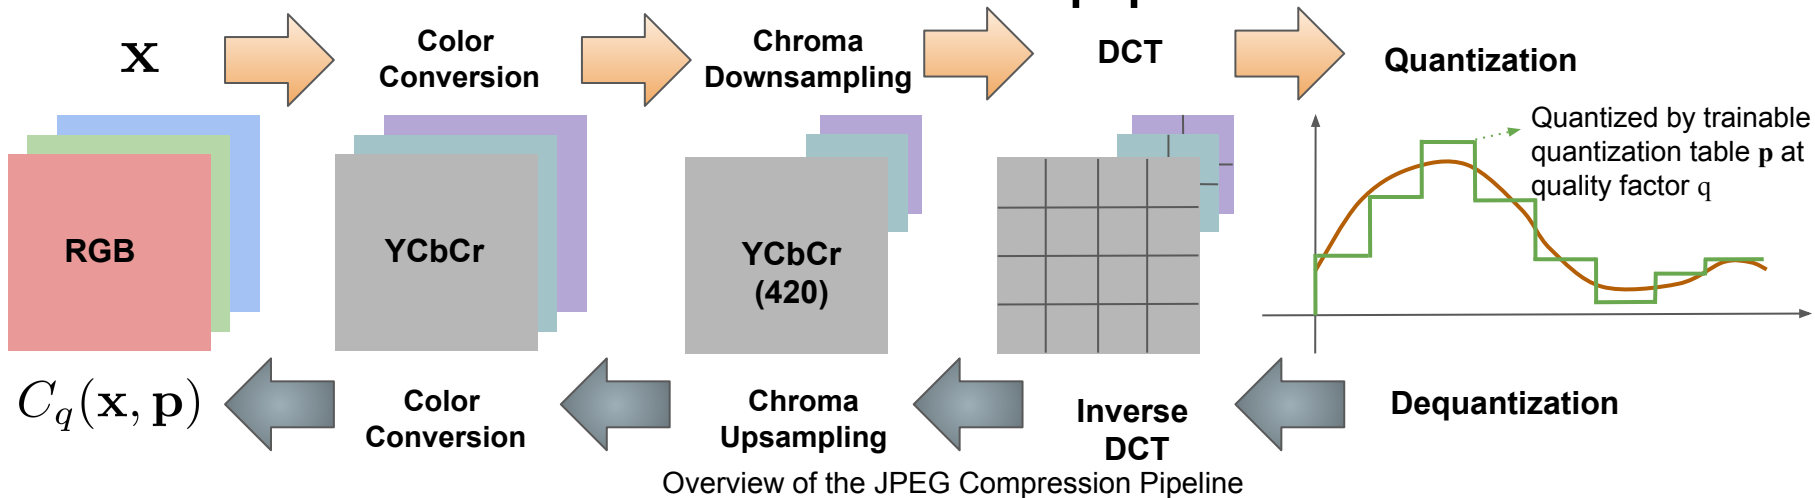 x
Color
Conversion
Chroma
Downsampling
DCT
Quantization
RGB
YCbCr
YCbCr
(420)
Quantized by trainable
quantization table p at
quality factor q
C_q(x, p)
Color
Conversion
Chroma
Upsampling
Inverse
DCT
Dequantization
Overview of the JPEG Compression Pipeline